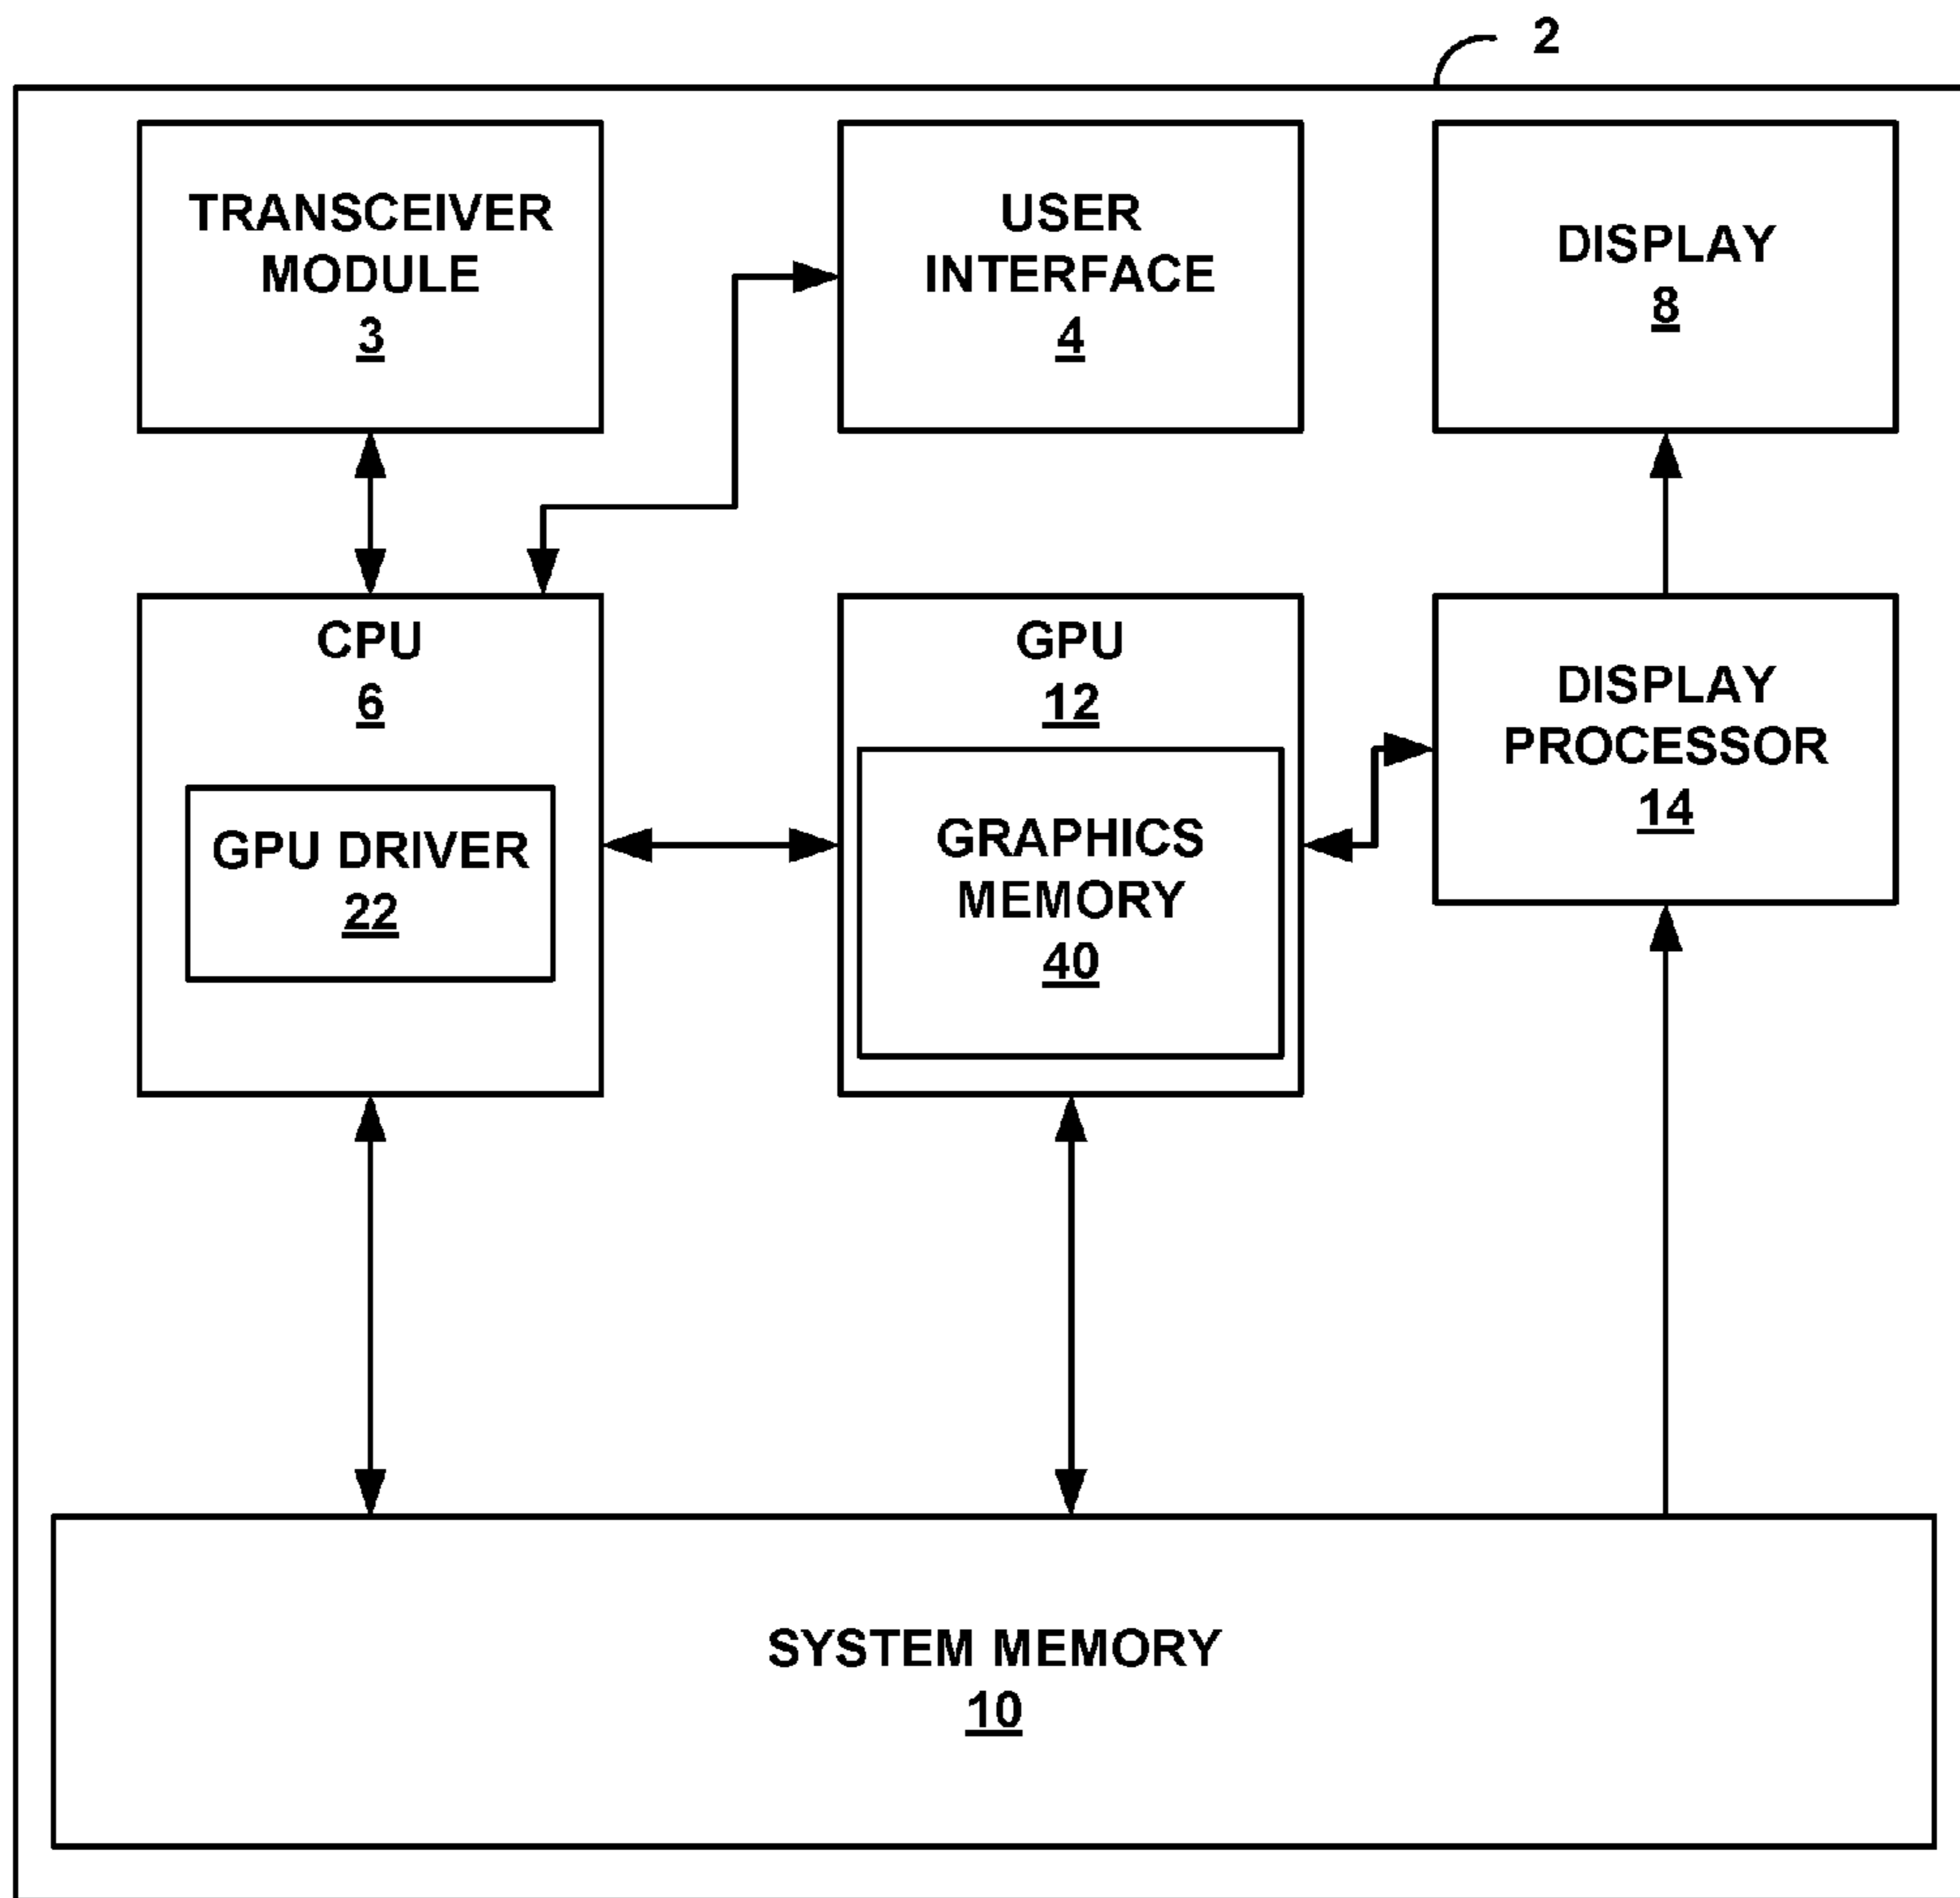 2
TRANSCEIVER
MODULE
3
USER
INTERFACE
4
DISPLAY
8
CPU
6
GPU DRIVER
22
GPU
12
GRAPHICS
MEMORY
40
DISPLAY
PROCESSOR
14
SYSTEM MEMORY
10